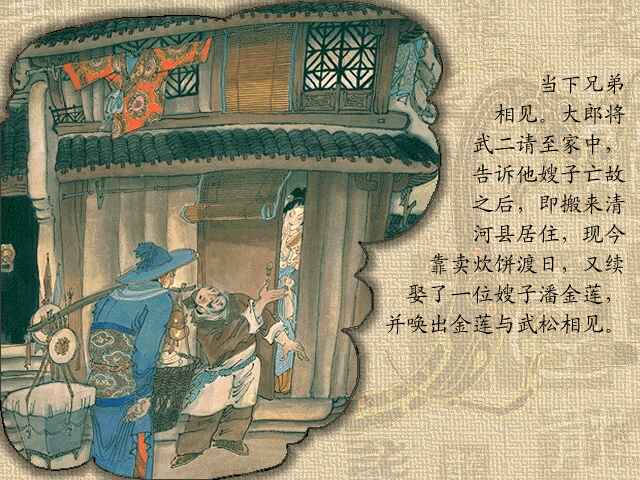 当下兄弟
相见。大郎将
武二请至家中，
告诉他嫂子亡故
之后，即搬来清
河县居住，现今
靠卖炊饼渡日，又续
娶了一位嫂子潘金莲，
并唤出金莲与武松相见。